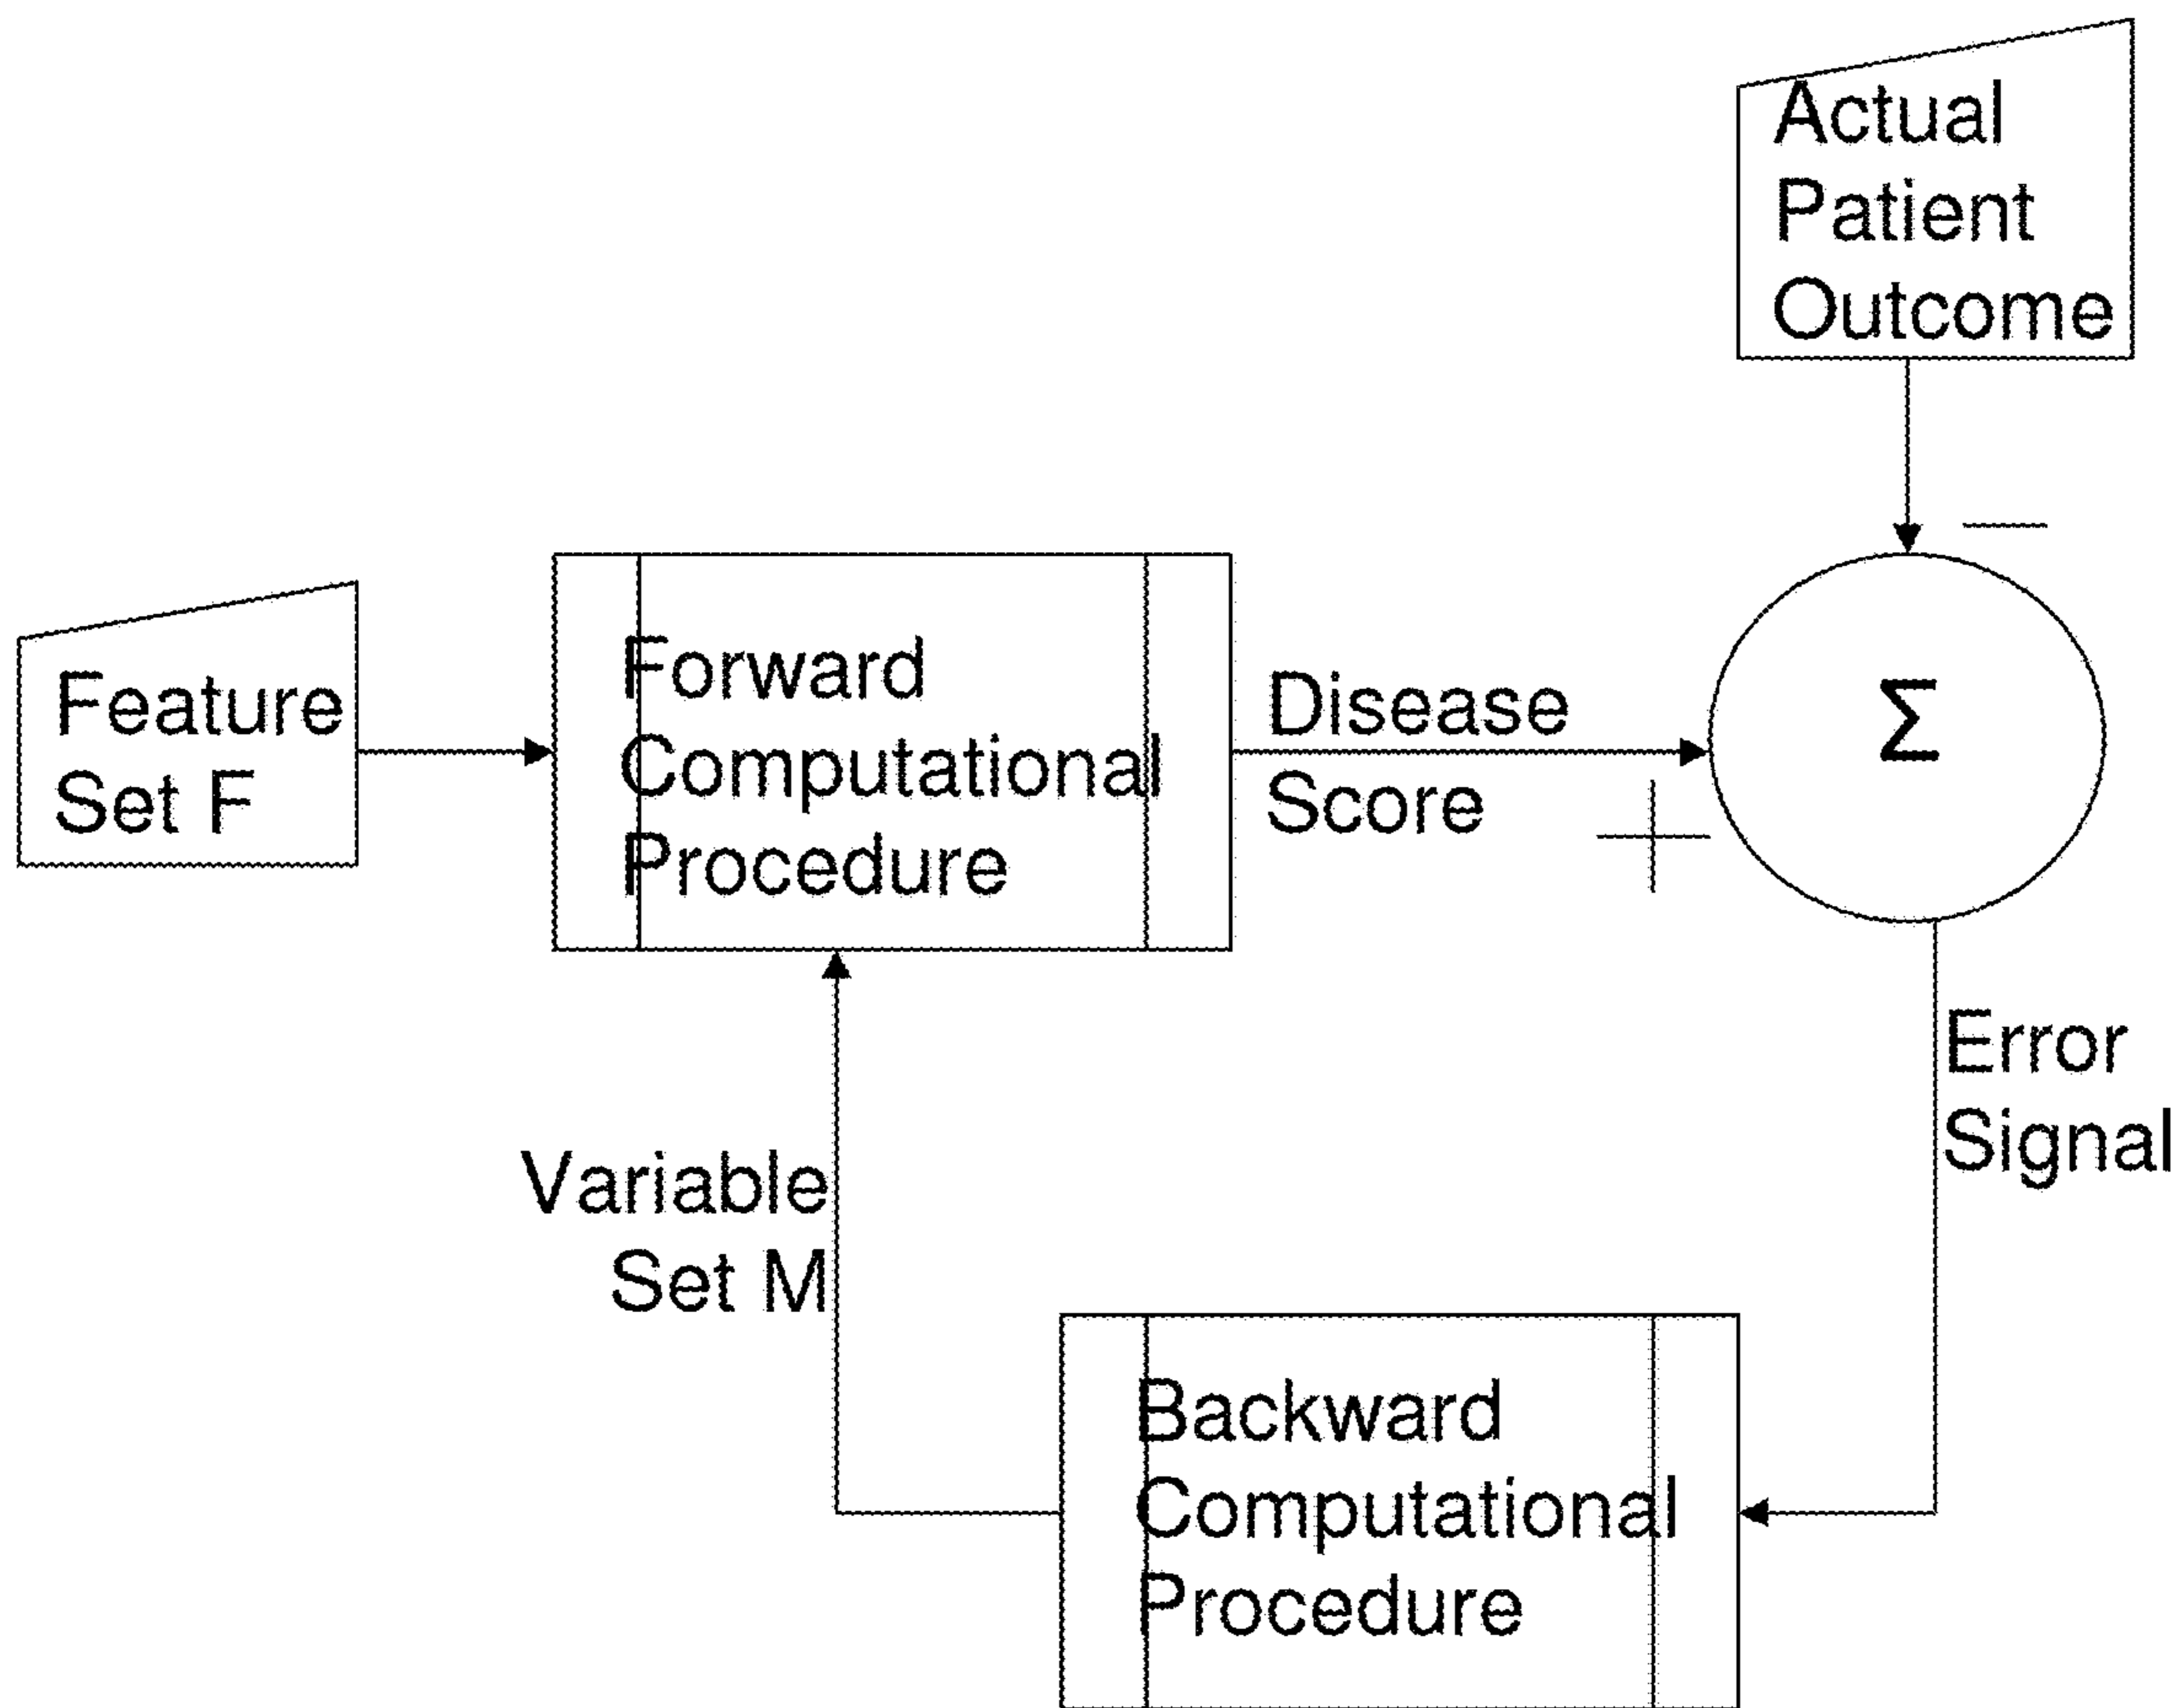 Actual
Patient
Outcome
Feature
Set F
Forward
Computational
Procedure
Disease
Score
+
−
Σ
Error
Signal
Variable
Set M
Backward
Computational
Procedure